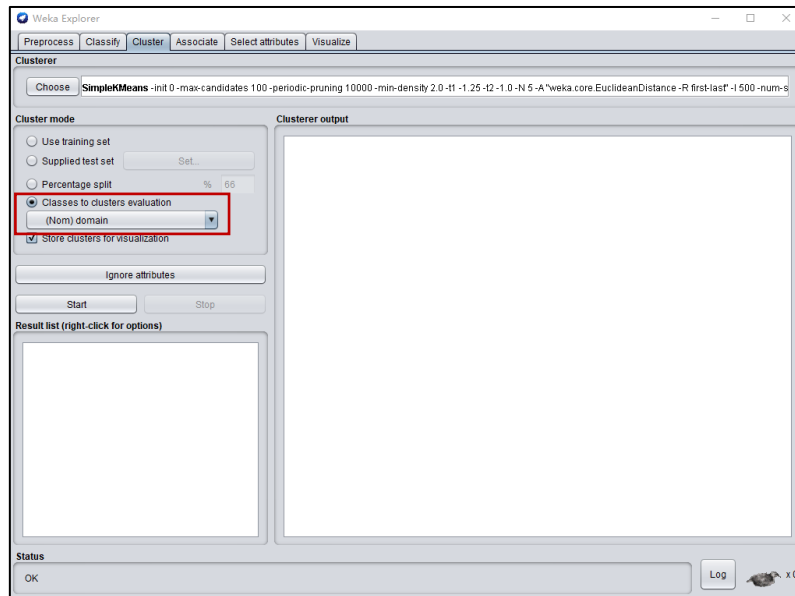 Weka Explorer
Preprocess Classify Cluster Associate Select attributes Visualize
Clusterer
Choose SimpleKMeans -init 0 -max-candidates 100 -periodic-pruning 10000 -min-density 2.0 -t1 -1.25 -t2 -1.0 -N 5 -A "weka.core.EuclideanDistance -R first-last" -I 500 -num-s
Cluster mode
Use training set
Supplied test set Set...
Percentage split % 66
Classes to clusters evaluation
(Nom) domain
Store clusters for visualization
Ignore attributes
Start Stop
Result list (right-click for options)
Clusterer output
Status
OK
Log
x 0